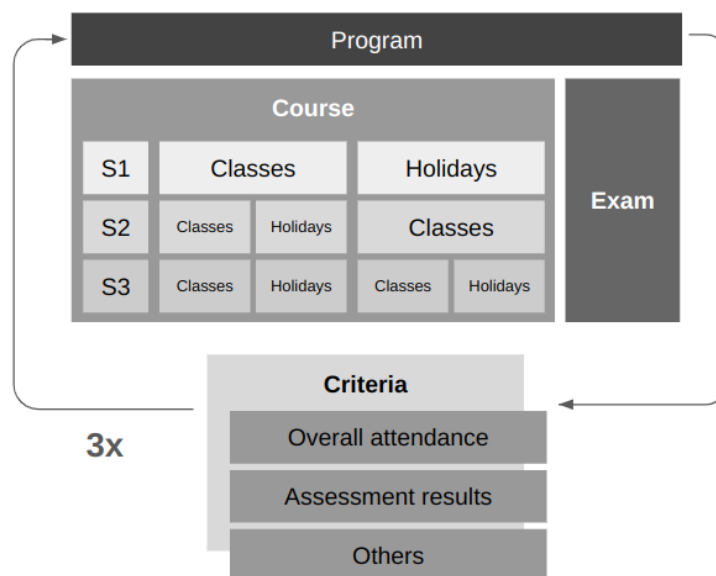 Program
Course
Exam
S1 Classes Holidays
S2 Classes Holidays Classes
S3 Classes Holidays Classes Holidays
Criteria
Overall attendance
Assessment results
Others
3x